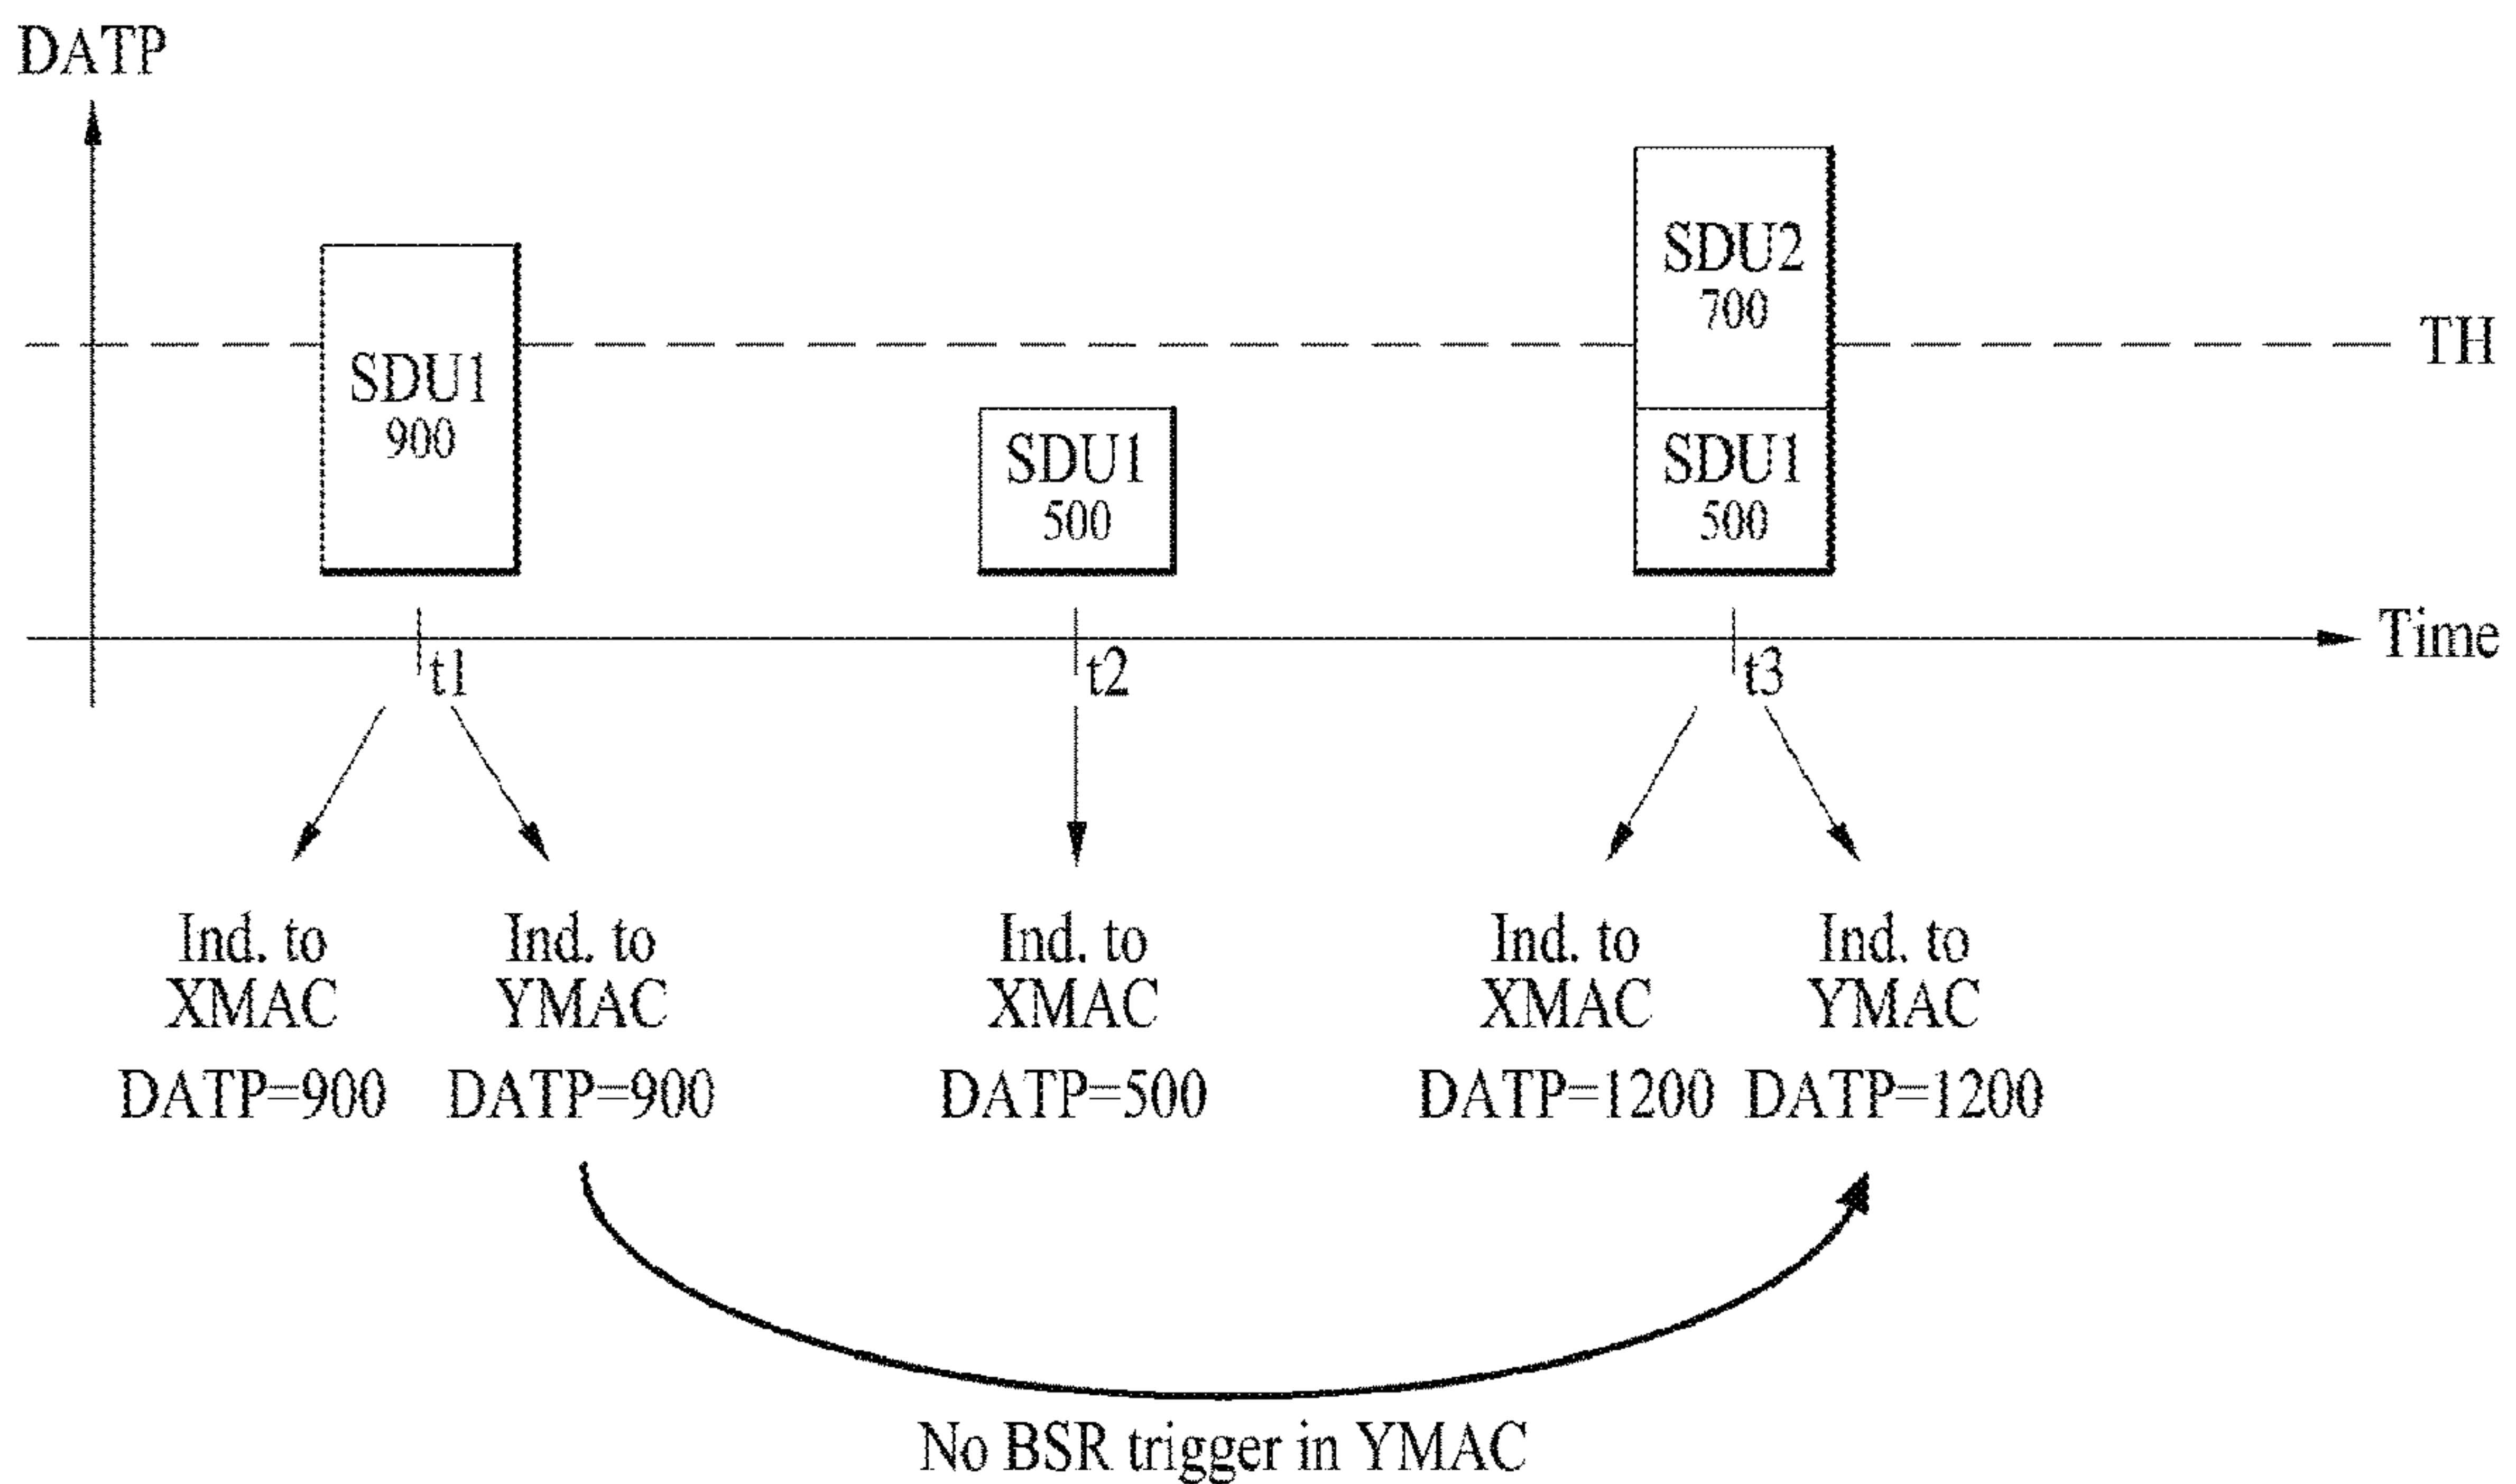 DATP
SDU1
900
SDU1
500
SDU2
700
SDU1
500
TH
Time
t1
t2
t3
Ind. to
XMAC
DATP=900
Ind. to
YMAC
DATP=900
Ind. to
XMAC
DATP=500
Ind. to
XMAC
DATP=1200
Ind. to
YMAC
DATP=1200
No BSR trigger in YMAC